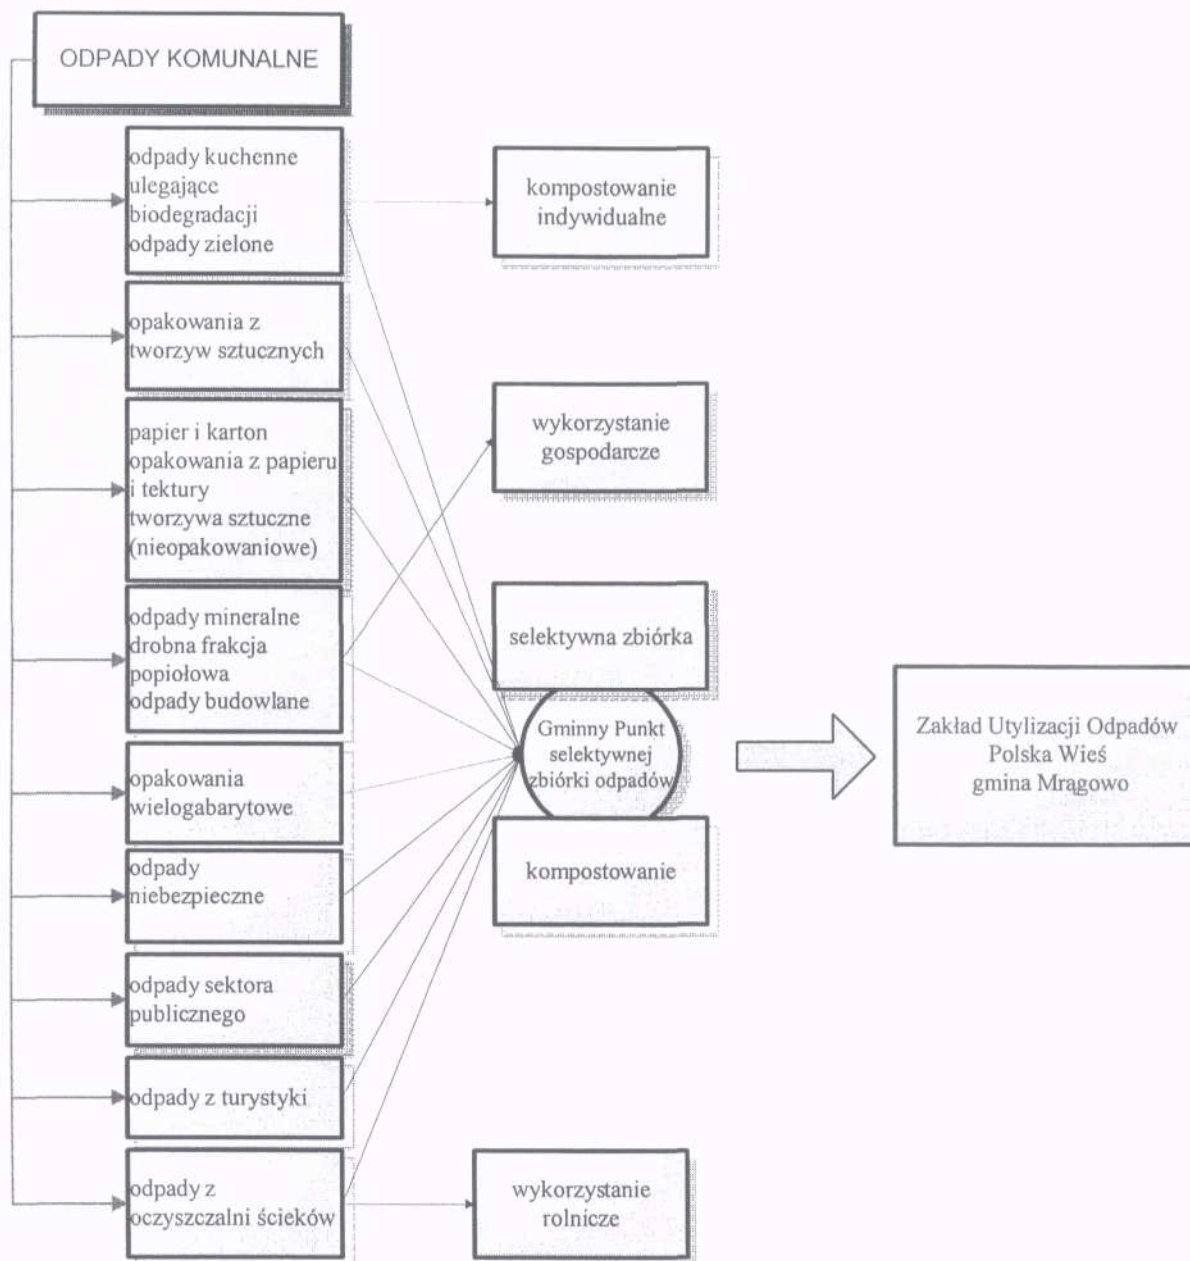 ODPADY KOMUNALNE
odpady kuchenne
ulegające
biodegradacji
odpady zielone
kompostowanie
indywidualne
opakowania z
tworzyw sztucznych
papier i karton
opakowania z papieru
i tektury
tworzywa sztuczne
(nieopakowaniowe)
wykorzystanie
gospodarcze
odpady mineralne
drobna frakcja
popiołowa
odpady budowlane
selektywna zbiórka
Gminny Punkt
selektywnej
zbiórki odpadów
Zakład Utylizacji Odpadów
Polska Wieś
gmina Mrągowo
opakowania
wielogabarytowe
kompostowanie
odpady
niebezpieczne
odpady sektora
publicznego
odpady z turystyki
odpady z
oczyszczalni ścieków
wykorzystanie
rolnicze